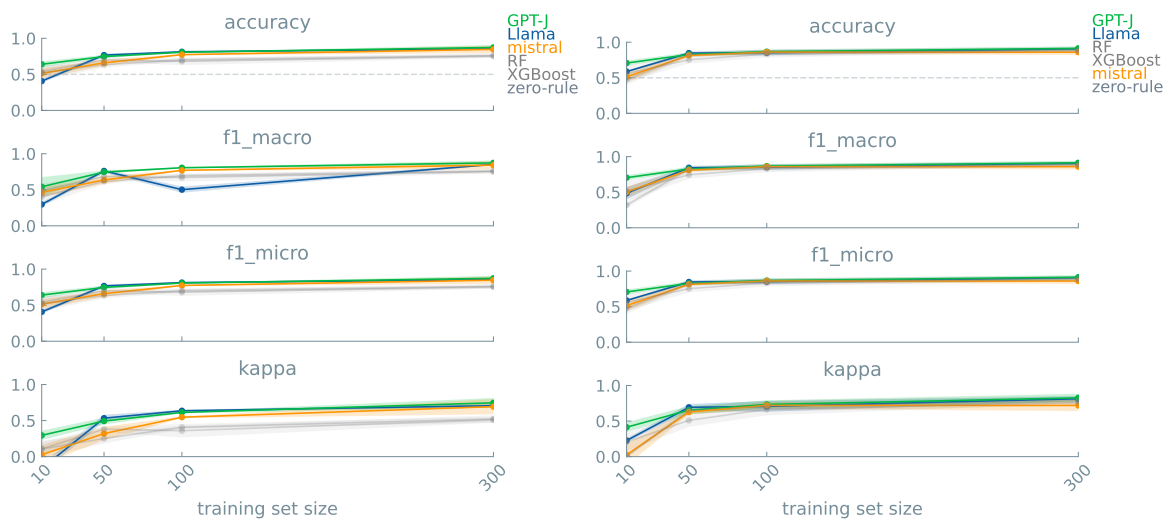 accuracy
1.0
0.5
0.0
GPT-J
Llama
mistral
RF
XGBoost
zero-rule
f1_macro
1.0
0.5
0.0
f1_micro
1.0
0.5
0.0
kappa
1.0
0.5
0.0
10
50
100
300
training set size
accuracy
1.0
0.5
0.0
GPT-J
Llama
RF
XGBoost
mistral
zero-rule
f1_macro
1.0
0.5
0.0
f1_micro
1.0
0.5
0.0
kappa
1.0
0.5
0.0
10
50
100
300
training set size